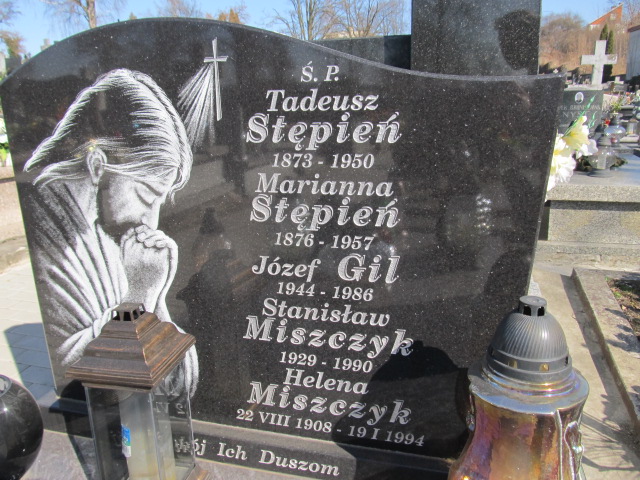 Ś. P.
Tadeusz
Stępień
1873 - 1950
Marianna
Stępień
1876 - 1957
Józef Gil
1944 - 1986
Stanisław
Miszczyk
1929 - 1990
Helena
Miszczyk
22 VIII 1908 - 19 I 1994
Ich Duszom